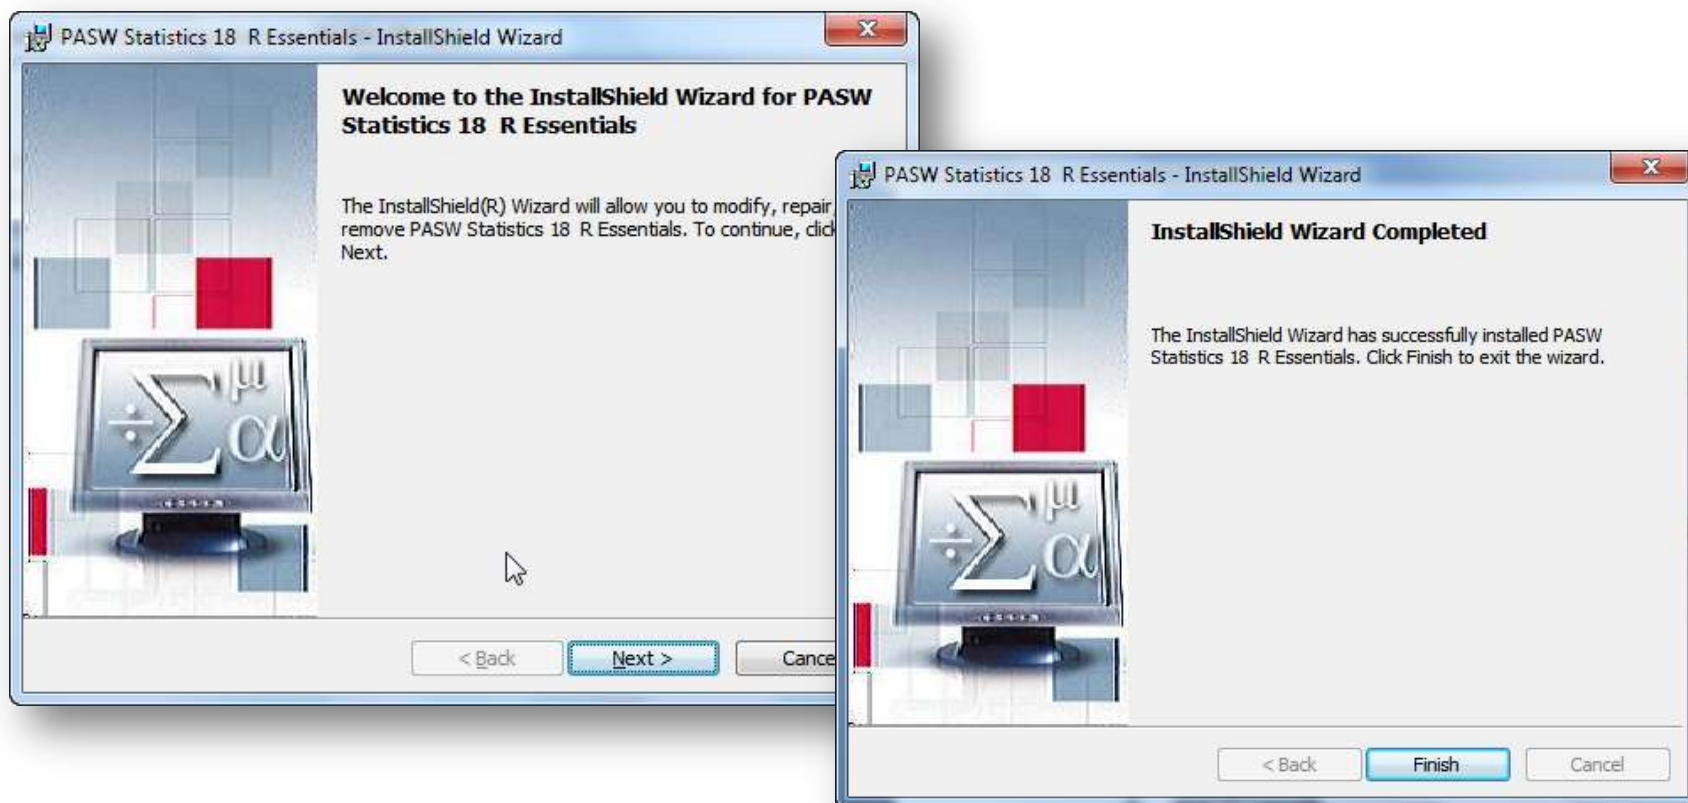 PASW Statistics 18 R Essentials - InstallShield Wizard
Welcome to the InstallShield Wizard for PASW
Statistics 18 R Essentials
The InstallShield(R) Wizard will allow you to modify, repair,
remove PASW Statistics 18 R Essentials. To continue, click
Next.
< Back
Next >
Cance
PASW Statistics 18 R Essentials - InstallShield Wizard
InstallShield Wizard Completed
The InstallShield Wizard has successfully installed PASW
Statistics 18 R Essentials. Click Finish to exit the wizard.
< Back
Finish
Cancel
÷Σμα
÷Σμα